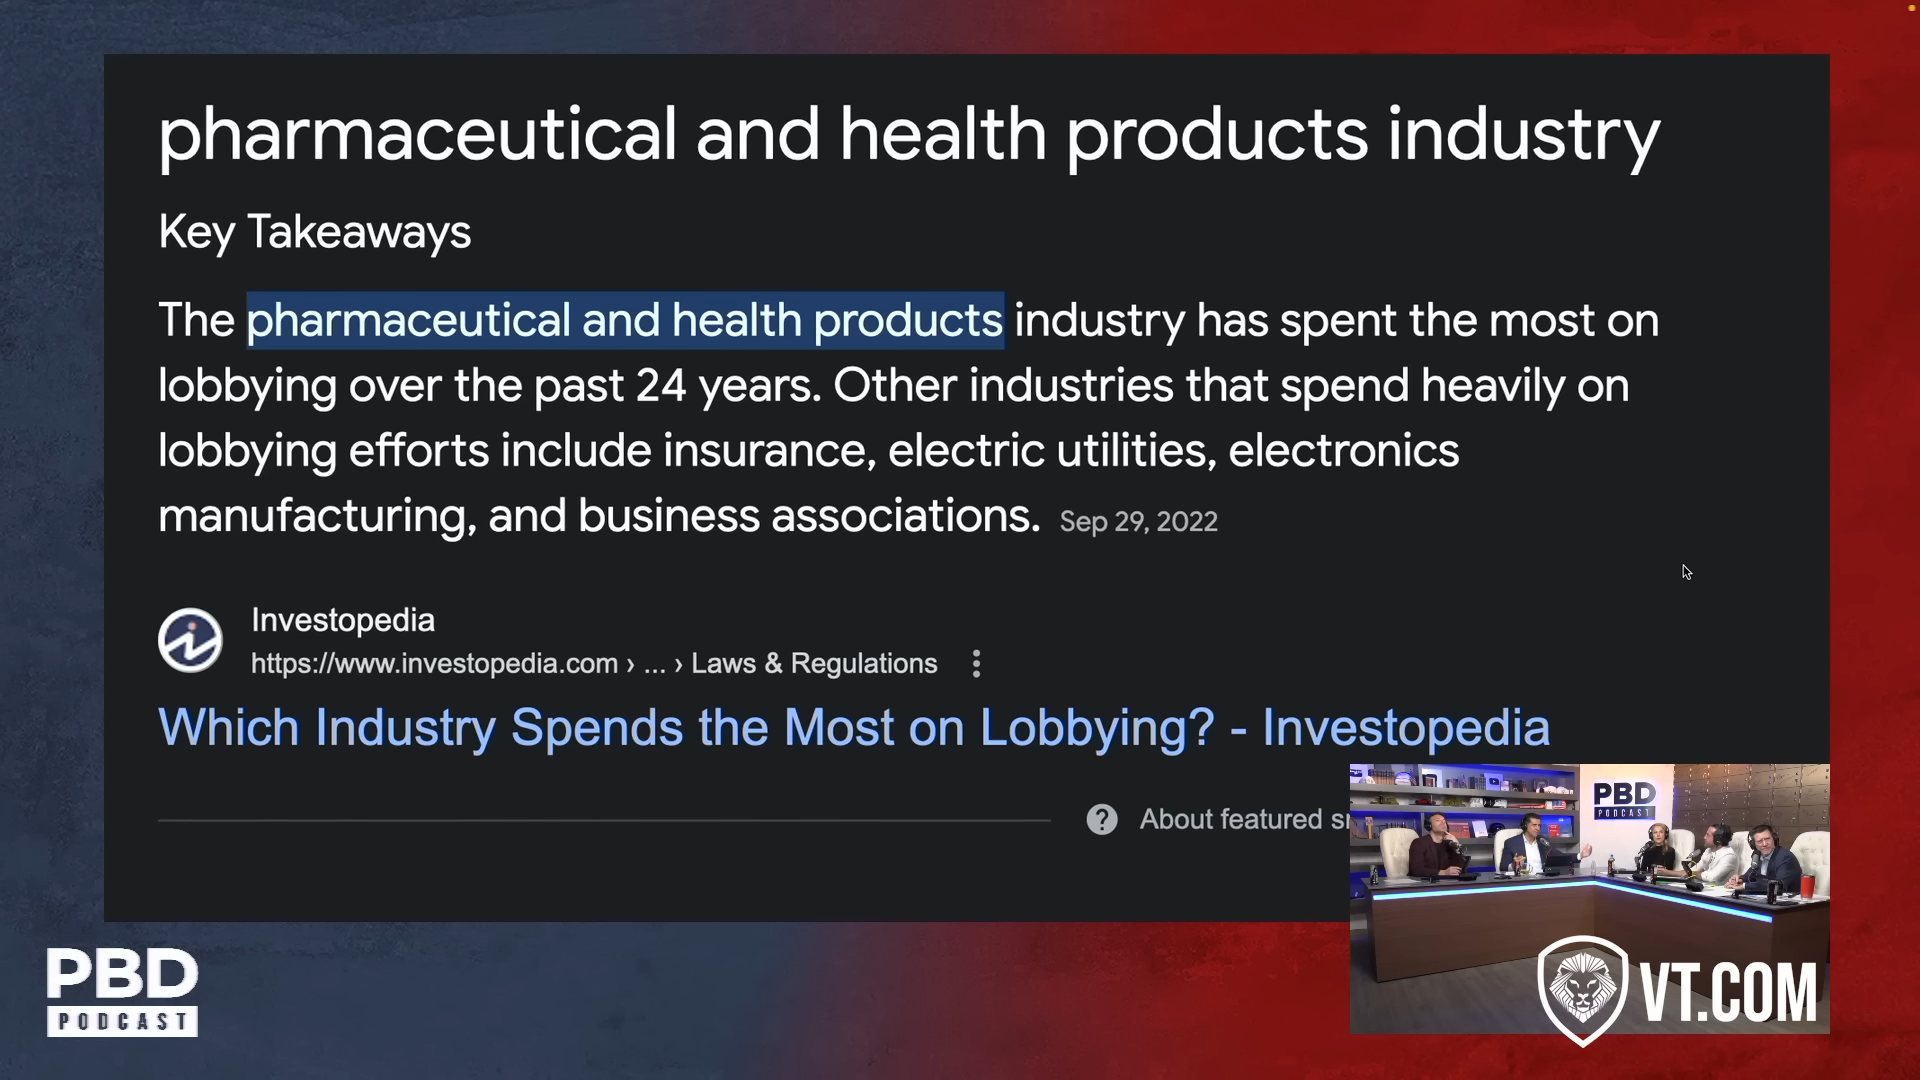 pharmaceutical and health products industry
Key Takeaways
The pharmaceutical and health products industry has spent the most on
lobbying over the past 24 years. Other industries that spend heavily on
lobbying efforts include insurance, electric utilities, electronics
manufacturing, and business associations. Sep 29, 2022
Investopedia
https://www.investopedia.com › ... › Laws & Regulations
Which Industry Spends the Most on Lobbying? - Investopedia
About featured
PBD
PODCAST
PBD
PODCAST
VT.COM